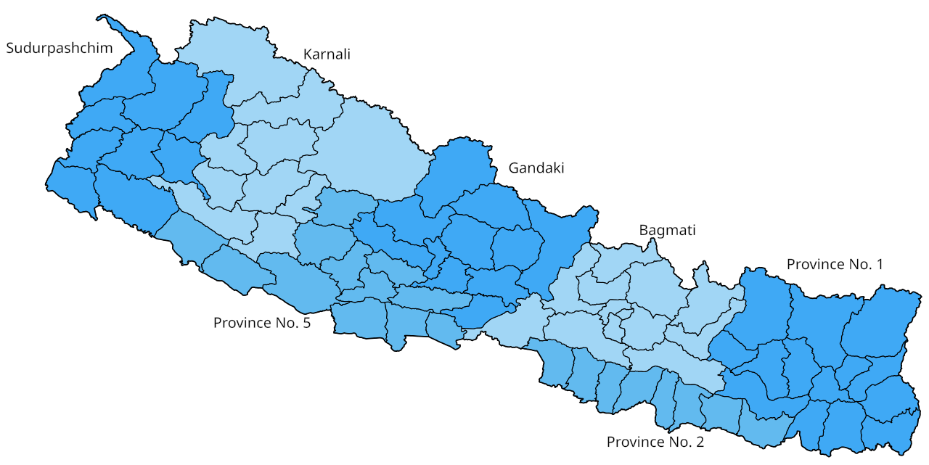 Sudurpashchim
Karnali
Gandaki
Bagmati
Province No. 1
Province No. 5
Province No. 2